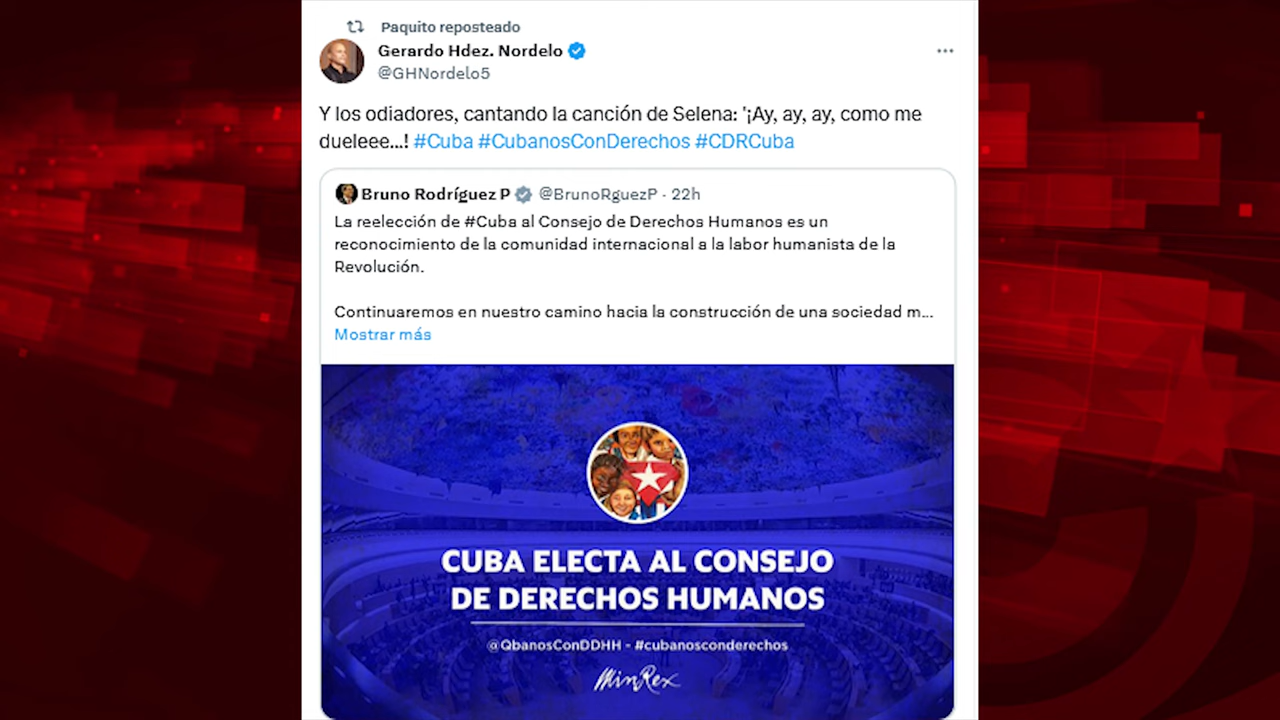 Paquito reposteado
Gerardo Hdez. Nordelo
@GHNordelo5
Y los odiadores, cantando la canción de Selena: '¡Ay, ay, ay, como me
dueleee...! #Cuba #CubanosConDerechos #CDRCuba
Bruno Rodríguez P @BrunoRguezP · 22h
La reelección de #Cuba al Consejo de Derechos Humanos es un
reconocimiento de la comunidad internacional a la labor humanista de la
Revolución.
Continuaremos en nuestro camino hacia la construcción de una sociedad m...
Mostrar más
CUBA ELECTA AL CONSEJO
DE DERECHOS HUMANOS
@QbanosConDDHH - #cubanosconderechos
MinRex